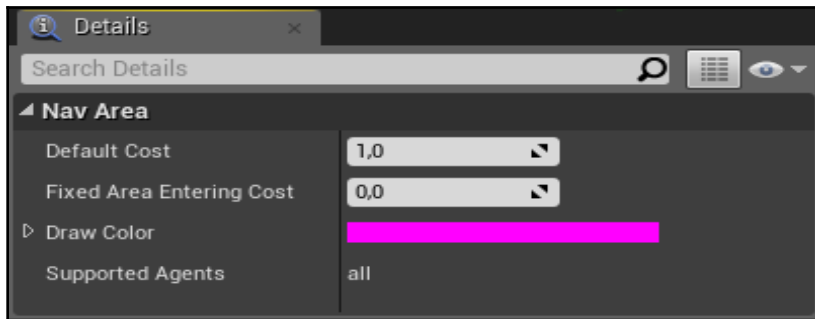 Details
Search Details
Nav Area
Default Cost 1,0
Fixed Area Entering Cost 0,0
Draw Color
Supported Agents all